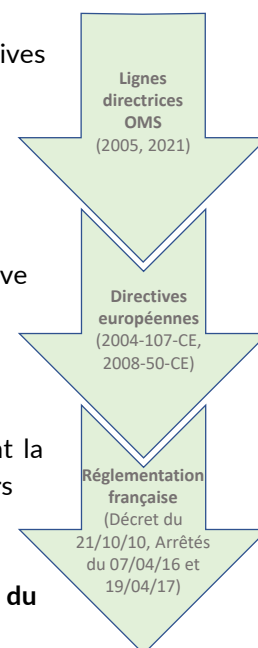 ives
Lignes
directrices
OMS
(2005, 2021)
ve
Directives
européennes
(2004-107-CE,
2008-50-CE)
t la
rs
Réglementation
française
(Décret du
21/10/10, Arrêtés
du 07/04/16 et
19/04/17)
du